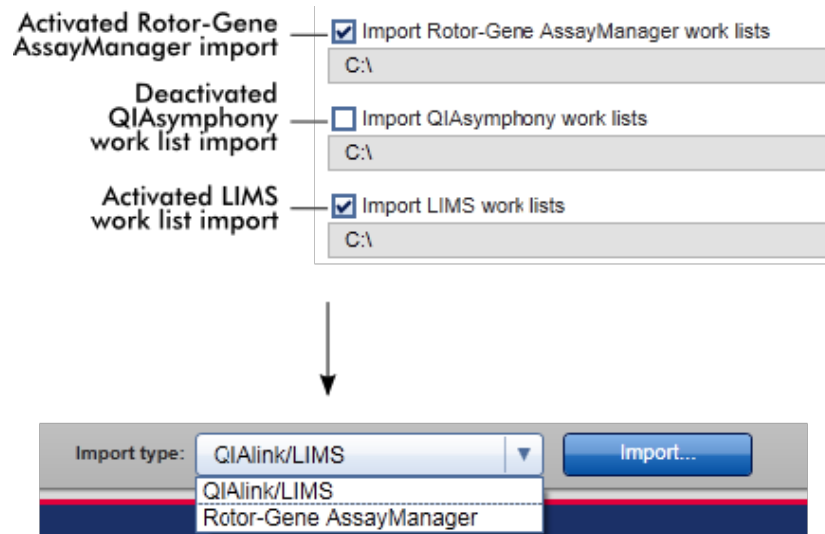 Activated Rotor-Gene
AssayManager import
Import Rotor-Gene AssayManager work lists
C:\
Deactivated
QIAsymphony
work list import
Import QIAsymphony work lists
C:\
Activated LIMS
work list import
Import LIMS work lists
C:\
Import type:
QIAlink/LIMS
Import...
QIAlink/LIMS
Rotor-Gene AssayManager